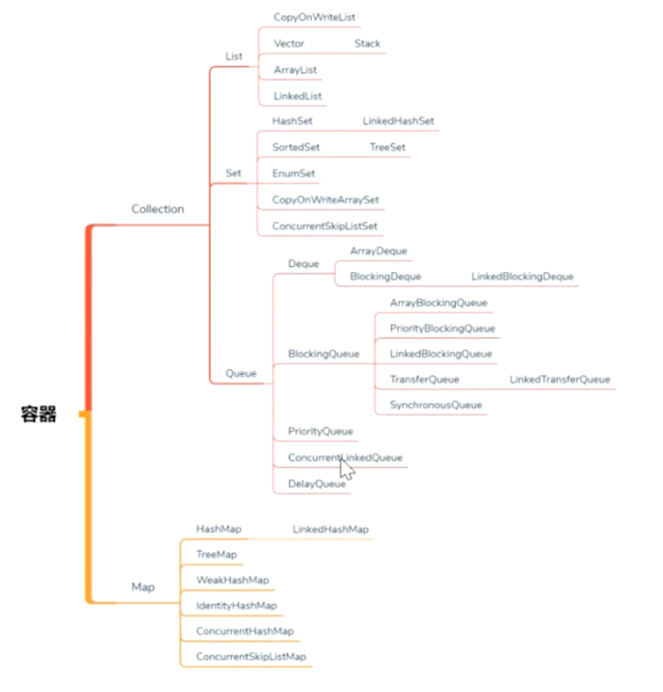 CopyOnWriteList
Vector Stack
List
ArrayList
LinkedList
HashSet LinkedHashSet
SortedSet TreeSet
Set
EnumSet
CopyOnWriteArraySet
ConcurrentSkipListSet
Collection
ArrayDeque
Deque
BlockingDeque LinkedBlockingDeque
ArrayBlockingQueue
PriorityBlockingQueue
BlockingQueue
LinkedBlockingQueue
Queue
TransferQueue LinkedTransferQueue
SynchronousQueue
容器
PriorityQueue
ConcurrentLinkedQueue
DelayQueue
HashMap LinkedHashMap
TreeMap
Map
WeakHashMap
IdentityHashMap
ConcurrentHashMap
ConcurrentSkipListMap